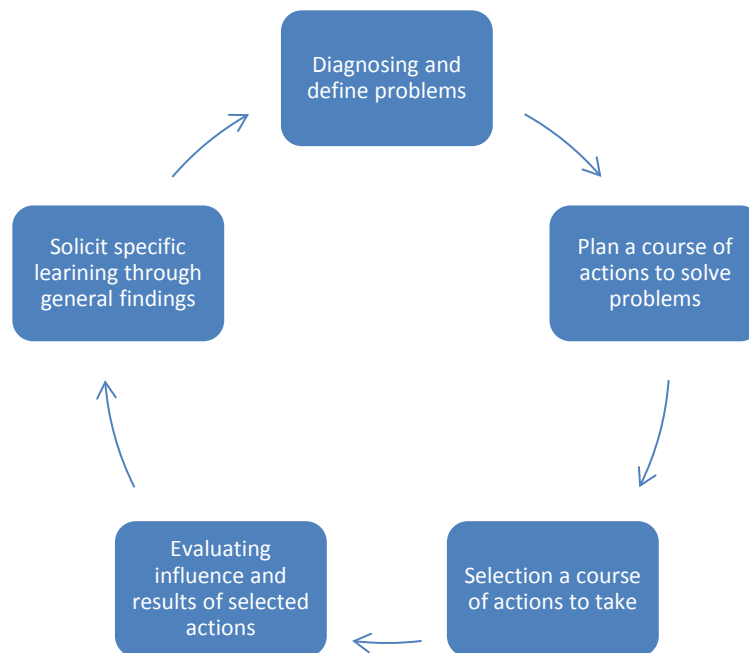 Diagnosing and
define problems
Plan a course of
actions to solve
problems
Selection a course
of actions to take
Evaluating
influence and
results of selected
actions
Solicit specific
learining through
general findings